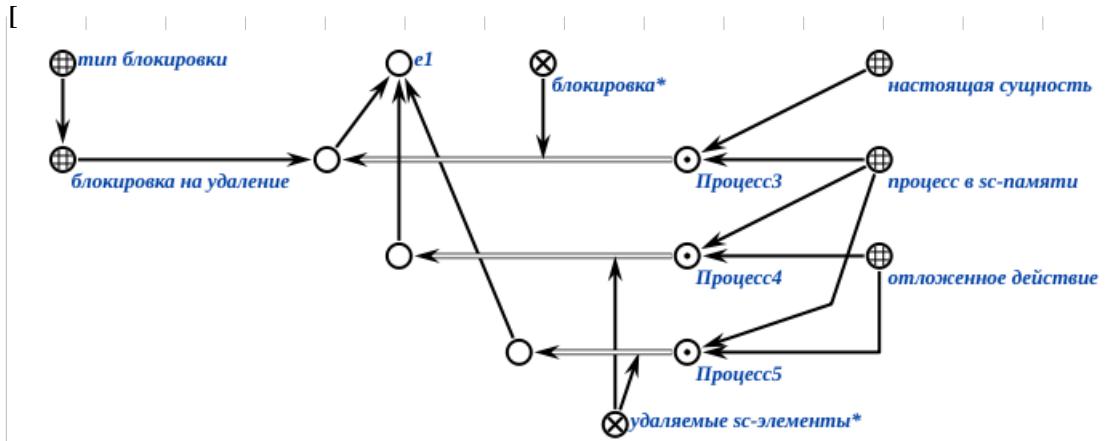 [
тип блокировки
e1
блокировка*
настоящая сущность
блокировка на удаление
Процесс3
процесс в sc-памяти
Процесс4
отложенное действие
Процесс5
удаляемые sc-элементы*